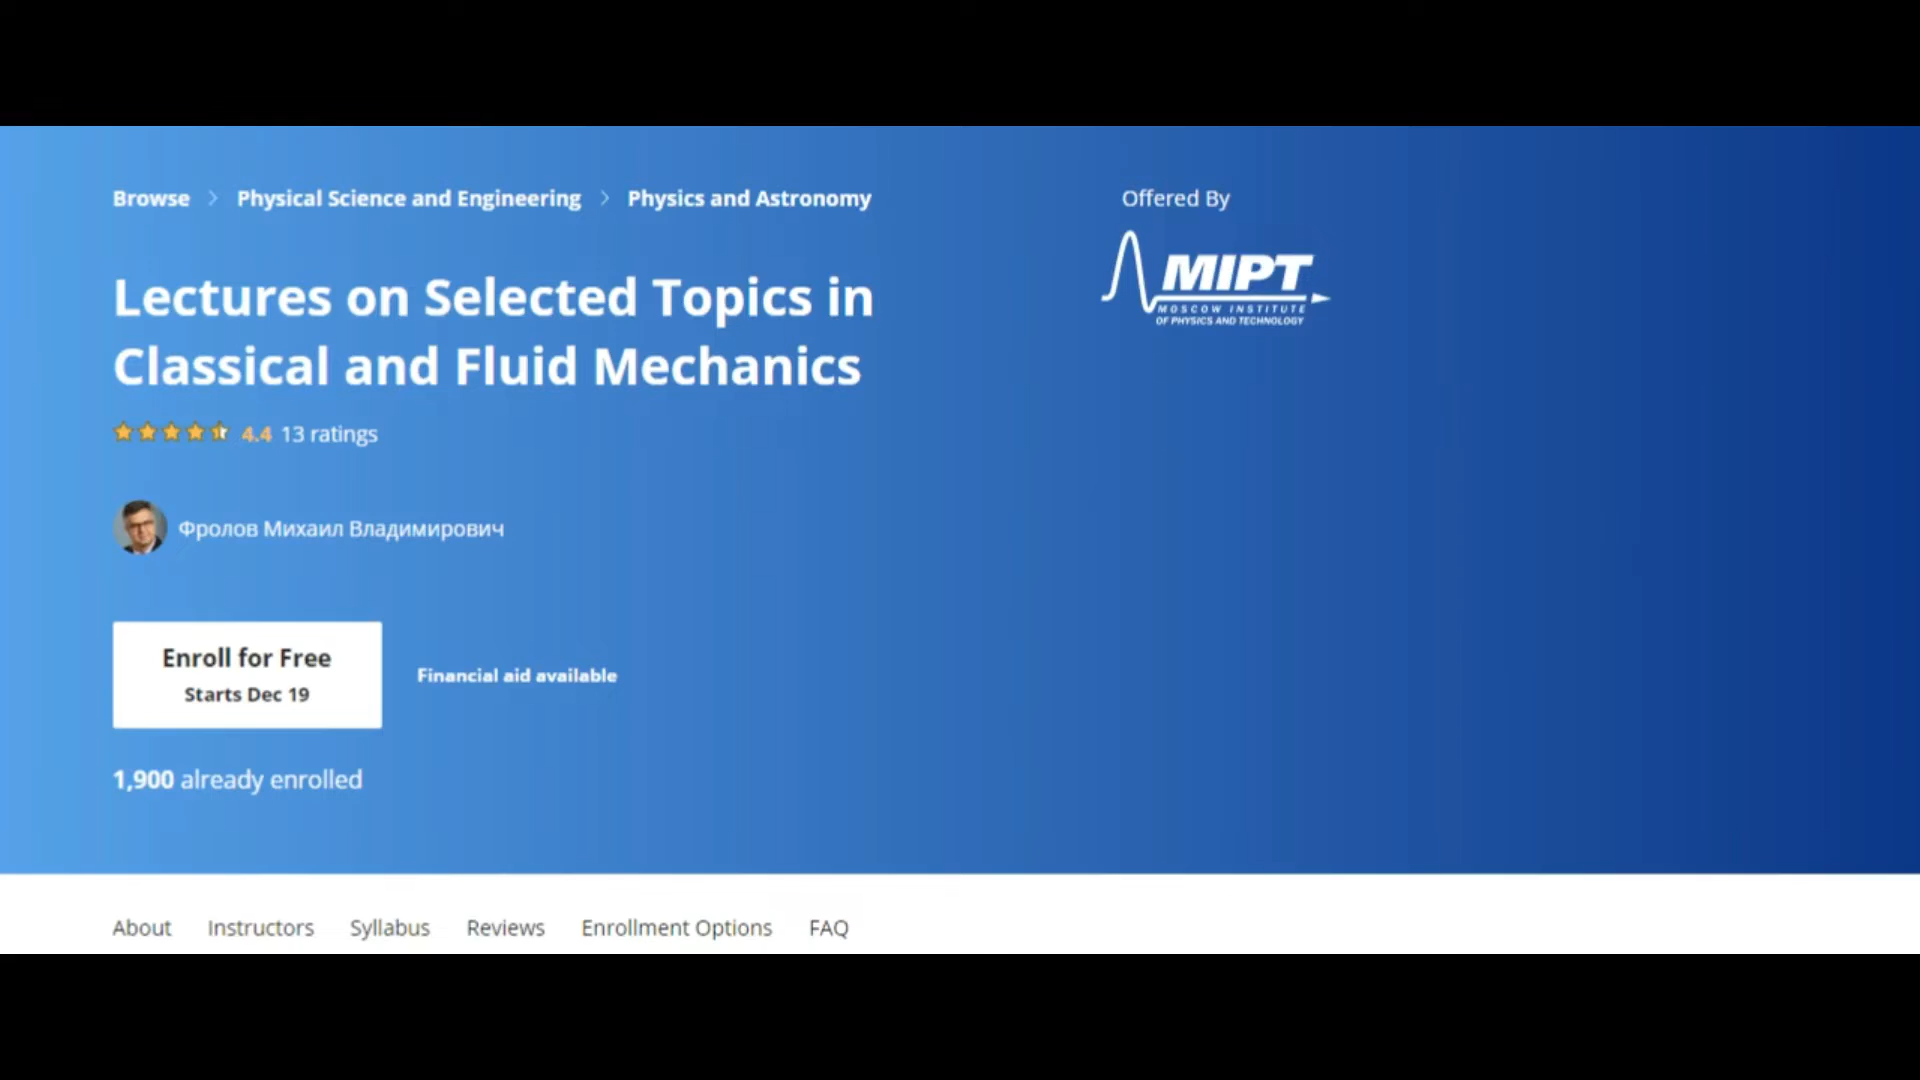 Browse > Physical Science and Engineering > Physics and Astronomy
Offered By
MIPT
MOSCOW INSTITUTE
OF PHYSICS AND TECHNOLOGY
Lectures on Selected Topics in
Classical and Fluid Mechanics
4.4 13 ratings
Фролов Михаил Владимирович
Enroll for Free
Starts Dec 19
Financial aid available
1,900 already enrolled
About Instructors Syllabus Reviews Enrollment Options FAQ